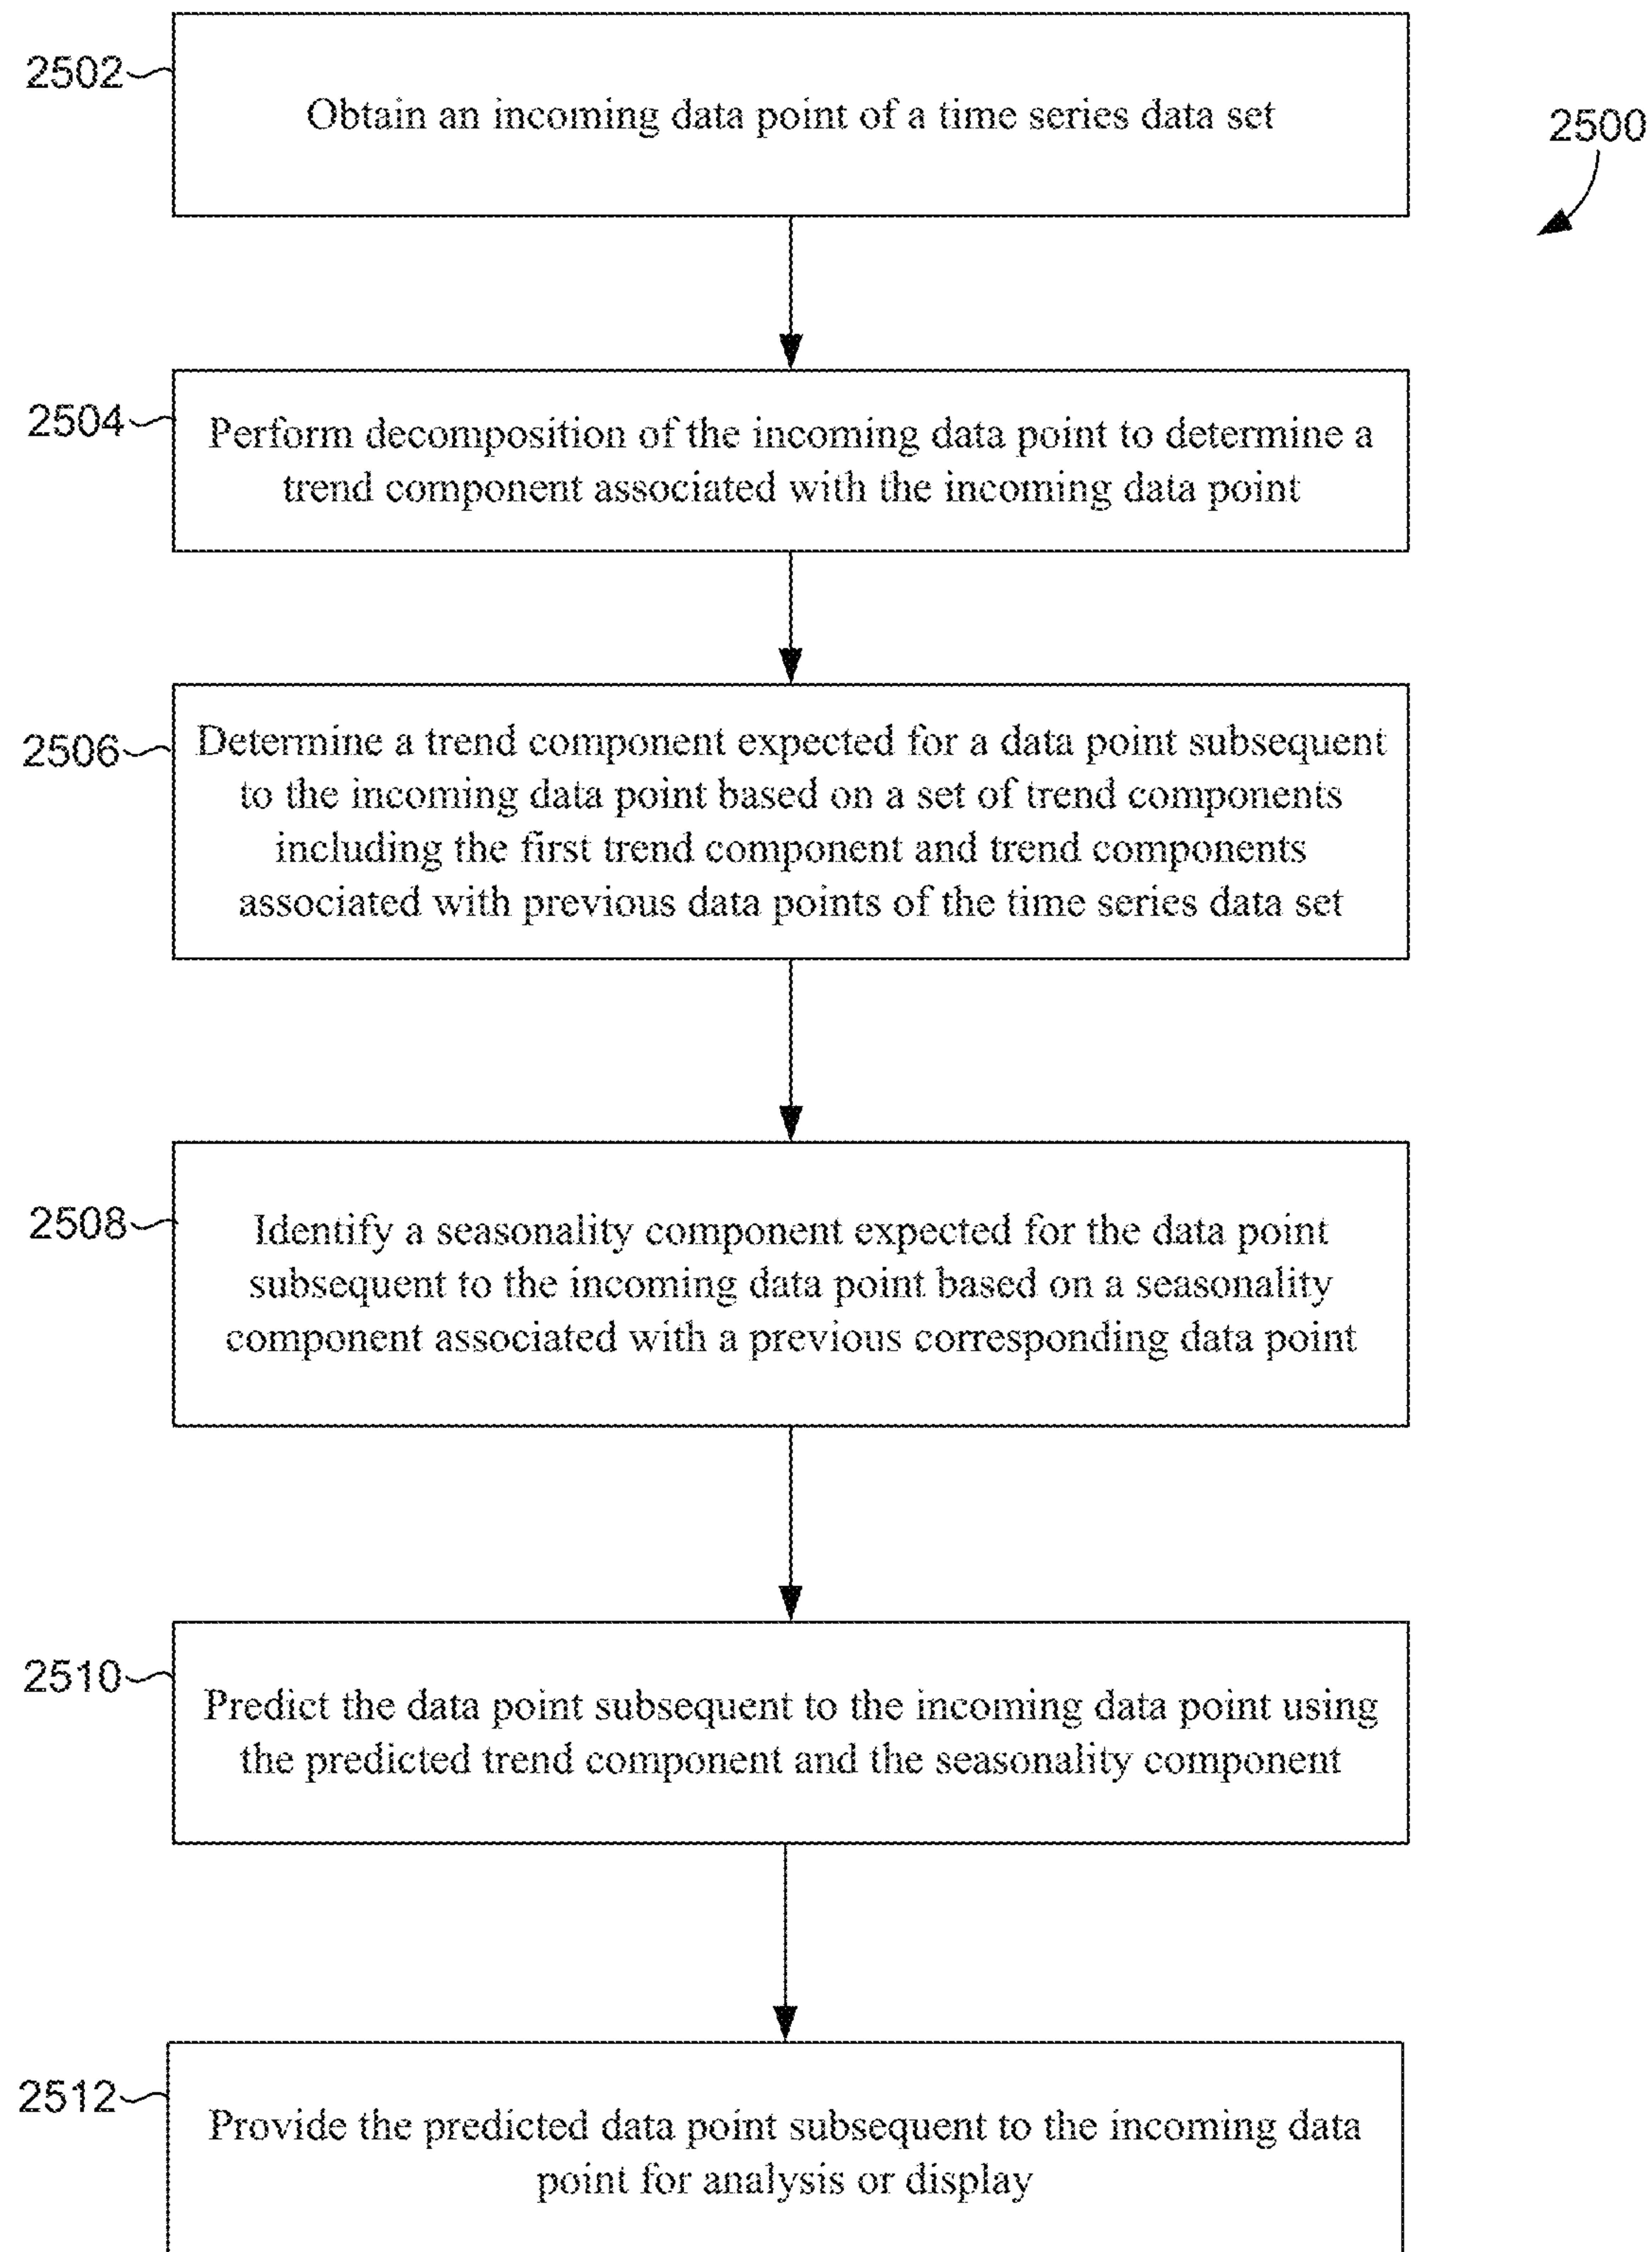 2502
Obtain an incoming data point of a time series data set
2500
2504
Perform decomposition of the incoming data point to determine a
trend component associated with the incoming data point
2506
Determine a trend component expected for a data point subsequent
to the incoming data point based on a set of trend components
including the first trend component and trend components
associated with previous data points of the time series data set
2508
Identify a seasonality component expected for the data point
subsequent to the incoming data point based on a seasonality
component associated with a previous corresponding data point
2510
Predict the data point subsequent to the incoming data point using
the predicted trend component and the seasonality component
2512
Provide the predicted data point subsequent to the incoming data
point for analysis or display